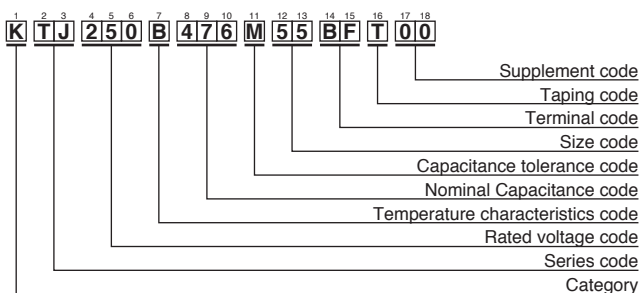 1 2 3 4 5 6 7 8 9 10 11 12 13 14 15 16 17 18
K T J 2 5 0 B 4 7 6 M 5 5 B F T 0 0
Supplement code
Taping code
Terminal code
Size code
Capacitance tolerance code
Nominal Capacitance code
Temperature characteristics code
Rated voltage code
Series code
Category